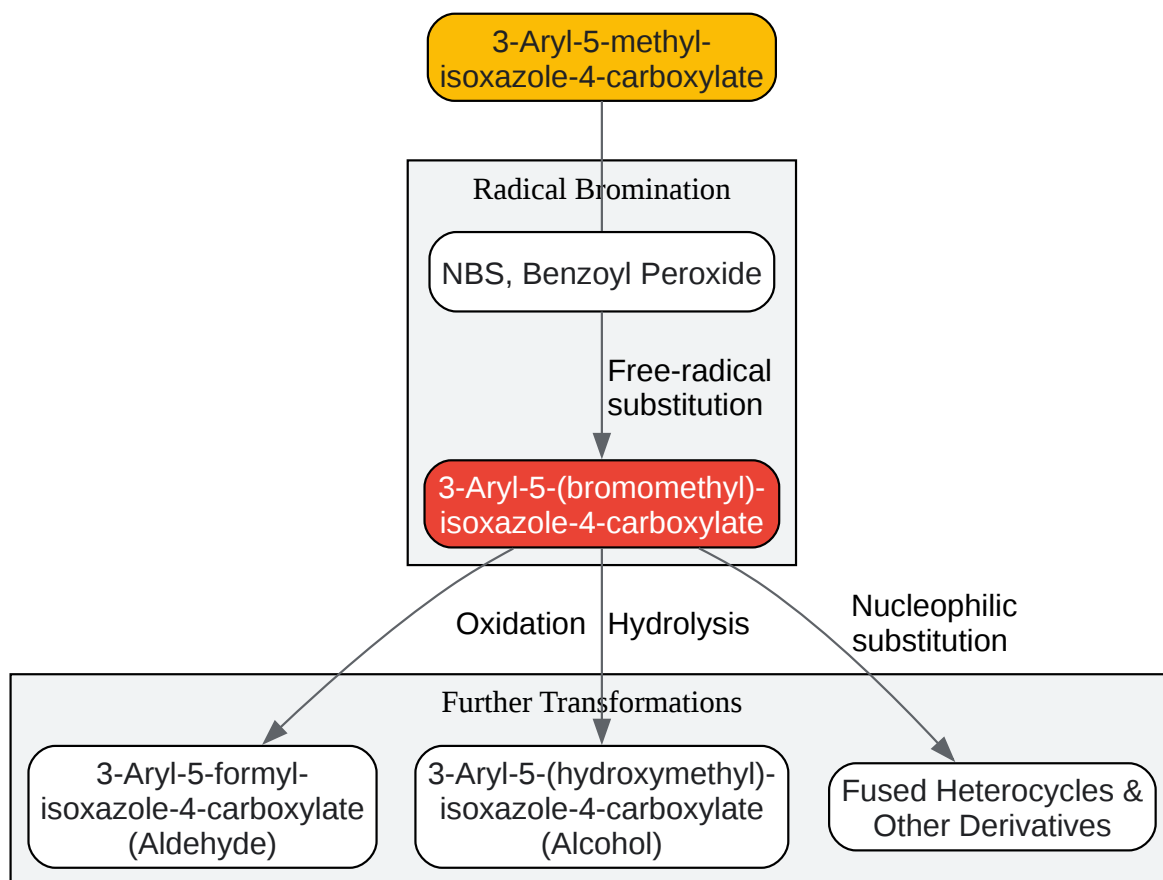 3-Aryl-5-methyl-
isoxazole-4-carboxylate
Radical Bromination
NBS, Benzoyl Peroxide
Free-radical
substitution
3-Aryl-5-(bromomethyl)-
isoxazole-4-carboxylate
Oxidation
Hydrolysis
Nucleophilic
substitution
Further Transformations
3-Aryl-5-formyl-
isoxazole-4-carboxylate
(Aldehyde)
3-Aryl-5-(hydroxymethyl)-
isoxazole-4-carboxylate
(Alcohol)
Fused Heterocycles &
Other Derivatives